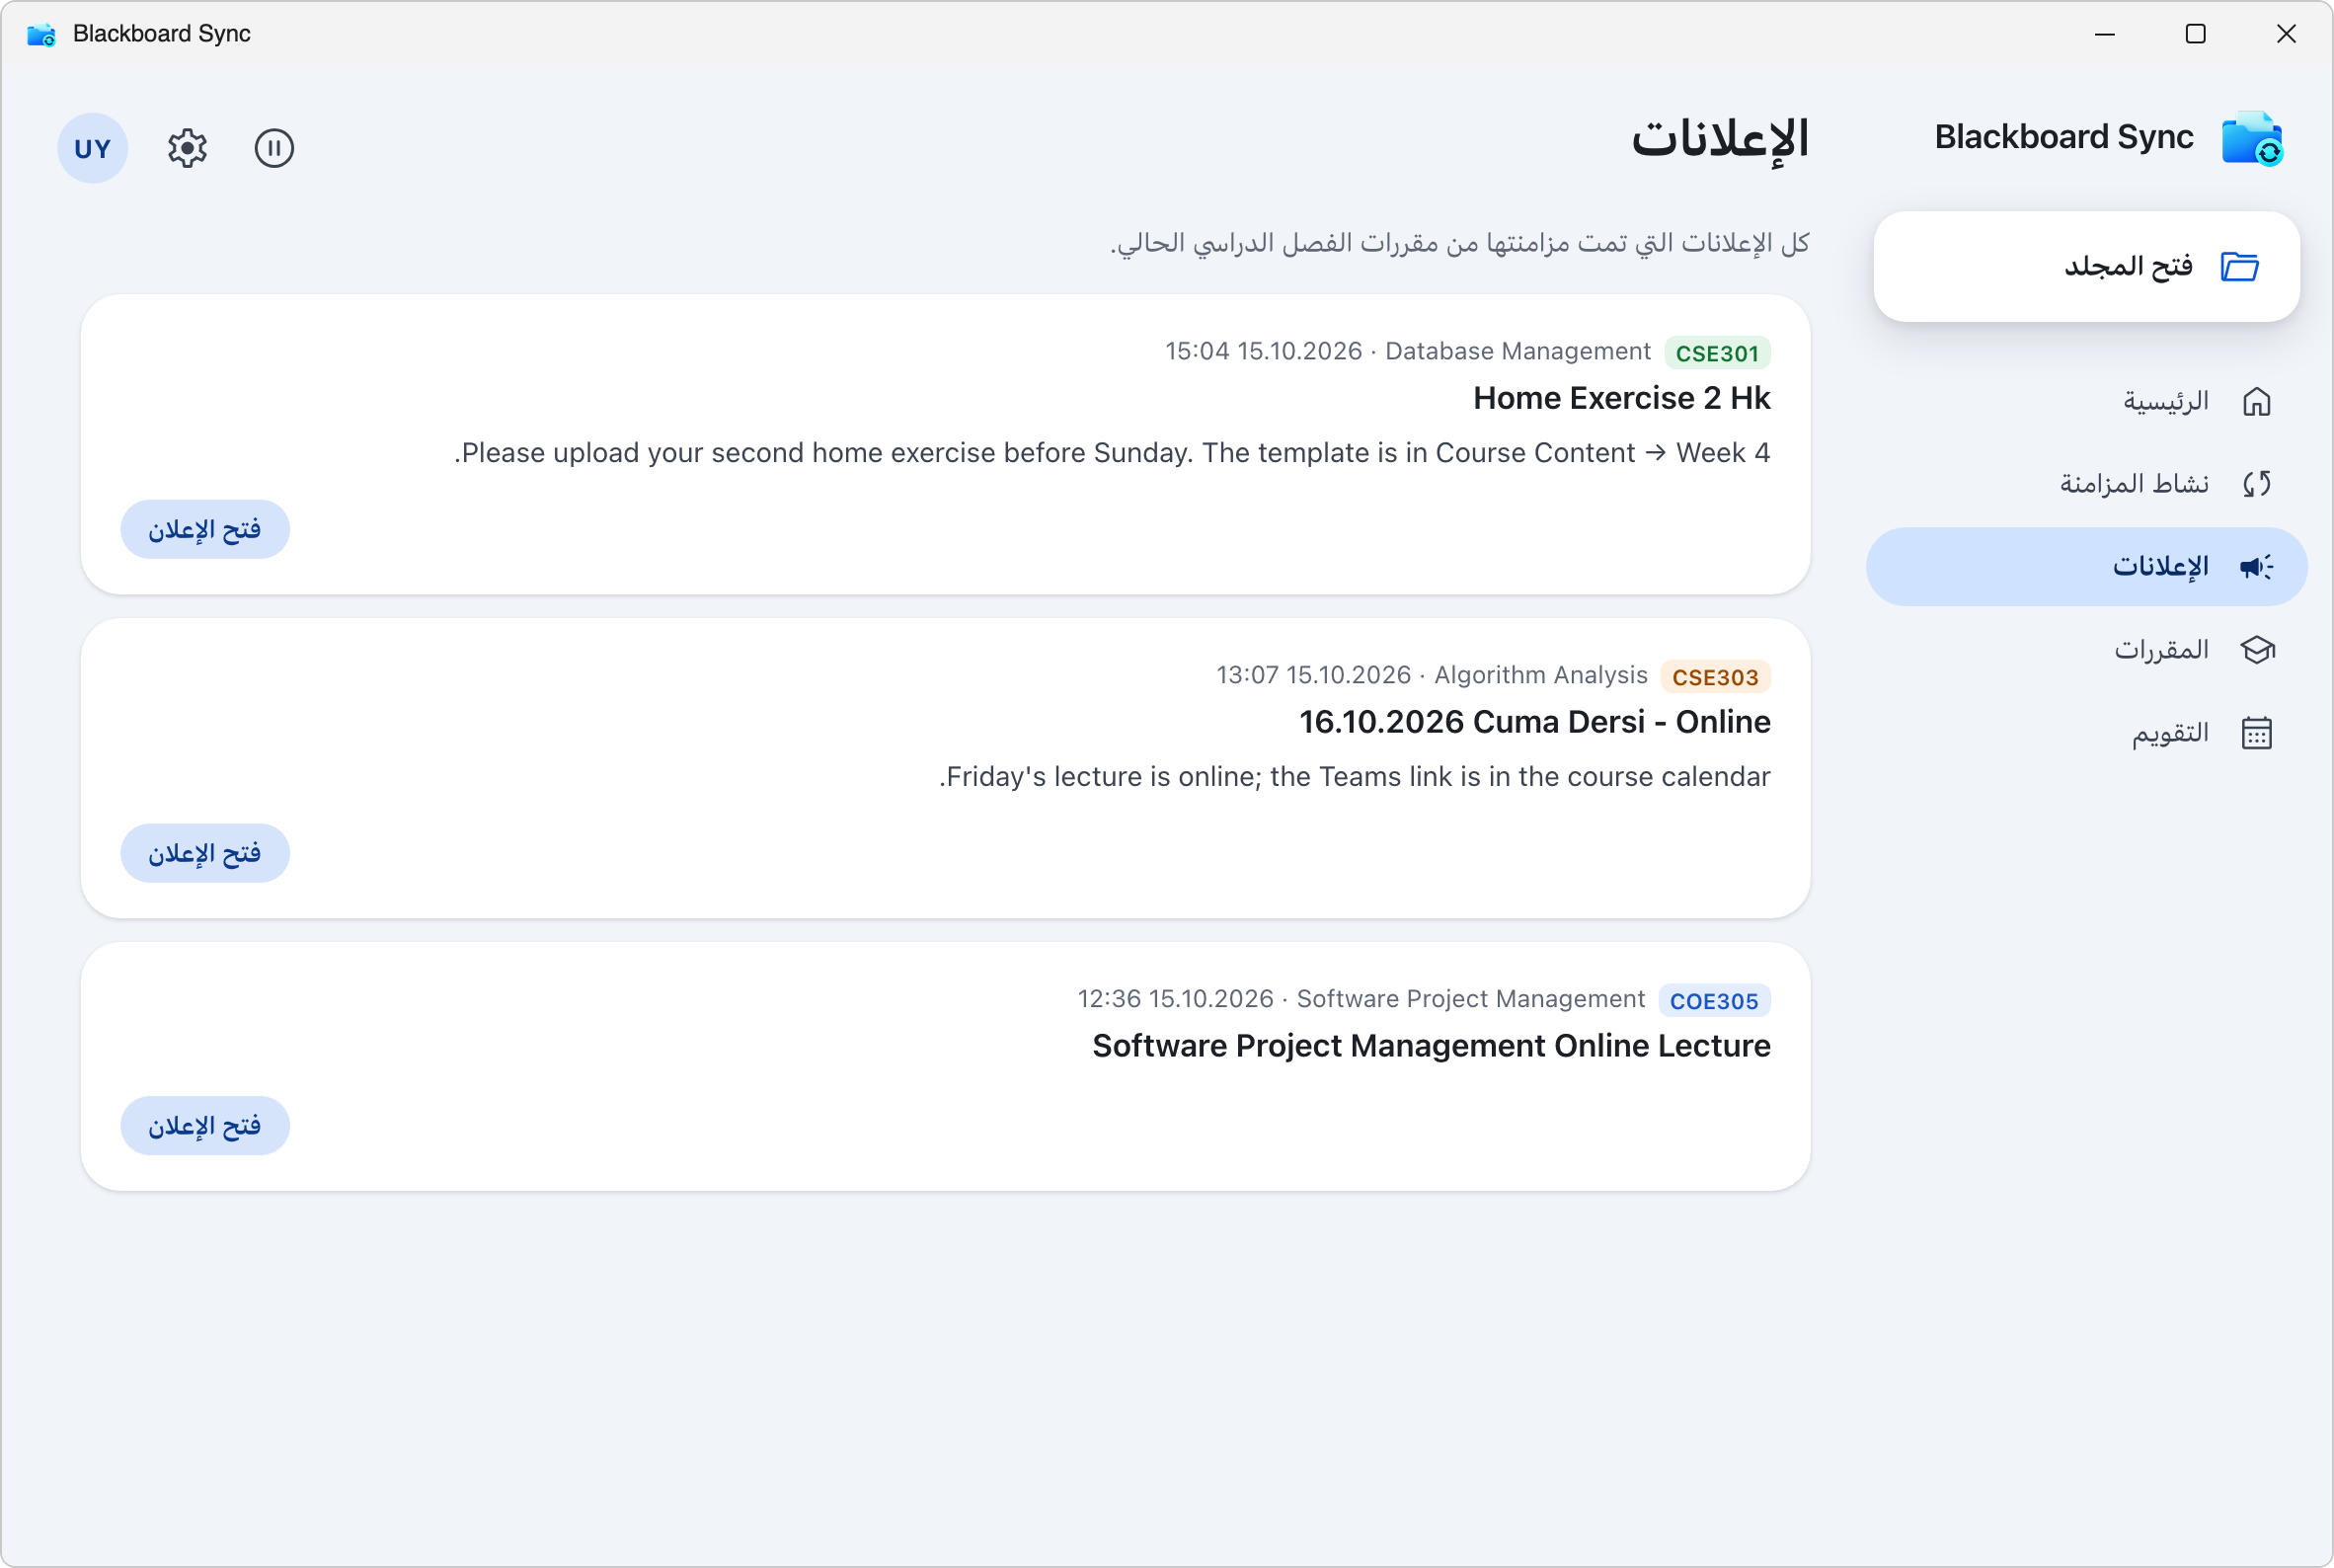 Blackboard Sync
Blackboard Sync
فتح المجلد
الرئيسية
نشاط المزامنة
الإعلانات
المقررات
التقويم
الإعلانات
UY
كل الإعلانات التي تمت مزامنتها من مقررات الفصل الدراسي الحالي.
CSE301 Database Management · 15.10.2026 15:04
Home Exercise 2 Hk
Please upload your second home exercise before Sunday. The template is in Course Content → Week 4.
فتح الإعلان
CSE303 Algorithm Analysis · 15.10.2026 13:07
16.10.2026 Cuma Dersi - Online
Friday's lecture is online; the Teams link is in the course calendar.
فتح الإعلان
COE305 Software Project Management · 15.10.2026 12:36
Software Project Management Online Lecture
فتح الإعلان